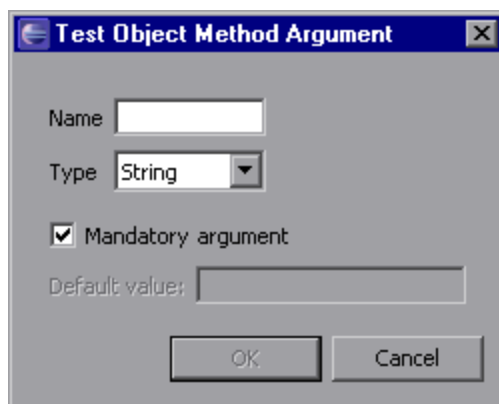 Test Object Method Argument
Name
Type String
Mandatory argument
Default value:
OK Cancel